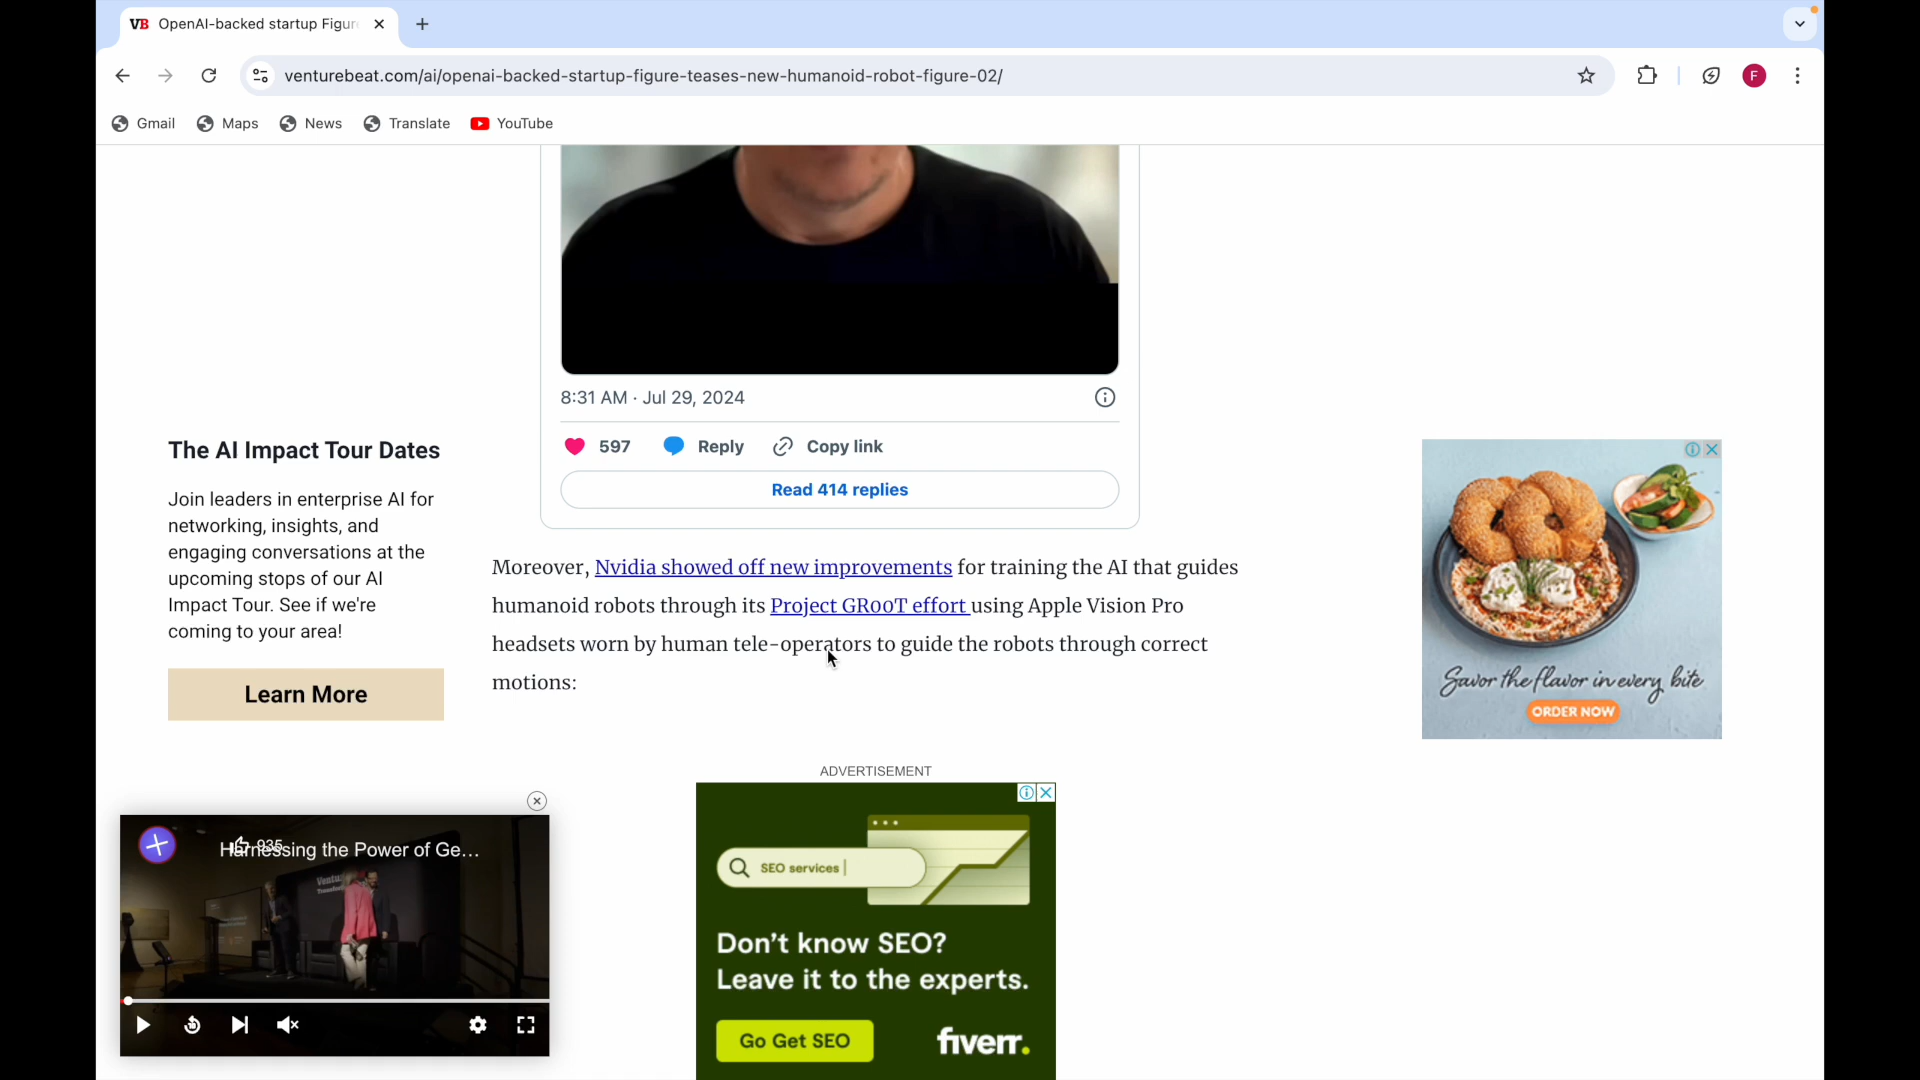 VB OpenAI-backed startup Figur
venturebeat.com/ai/openai-backed-startup-figure-teases-new-humanoid-robot-figure-02/
F
Gmail Maps News Translate YouTube
8:31 AM · Jul 29, 2024
597 Reply Copy link
Read 414 replies
The AI Impact Tour Dates
Join leaders in enterprise AI for
networking, insights, and
engaging conversations at the
upcoming stops of our AI
Impact Tour. See if we're
coming to your area!
Learn More
Moreover, Nvidia showed off new improvements for training the AI that guides
humanoid robots through its Project GR00T effort using Apple Vision Pro
headsets worn by human tele-operators to guide the robots through correct
motions:
Savor the flavor in every bite
ORDER NOW
ADVERTISEMENT
SEO services
Don't know SEO?
Leave it to the experts.
Go Get SEO
fiverr.
935
Harnessing the Power of Ge...